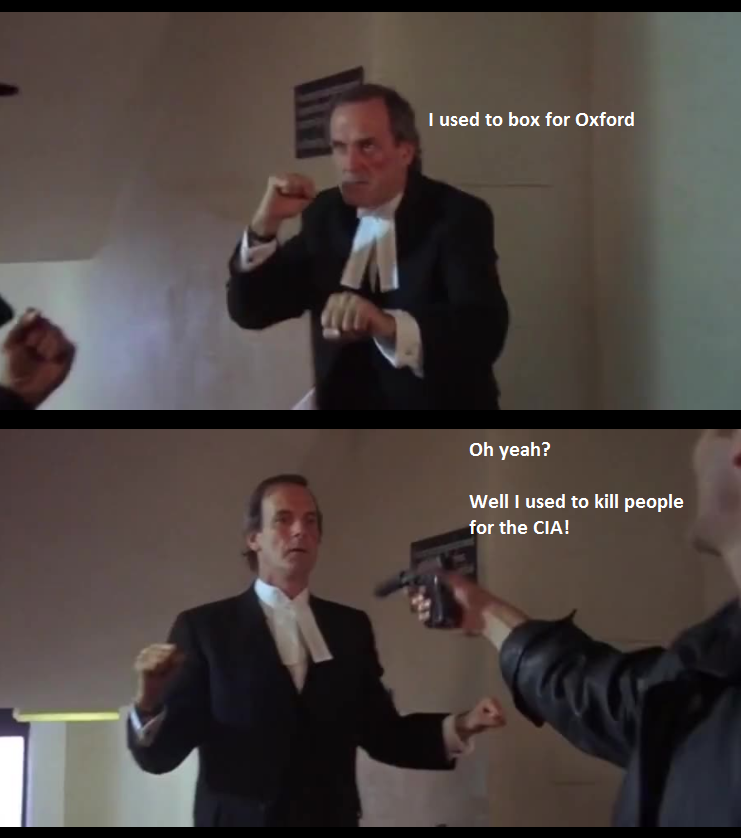 I used to box for Oxford
Oh yeah?
Well I used to kill people
for the CIA!